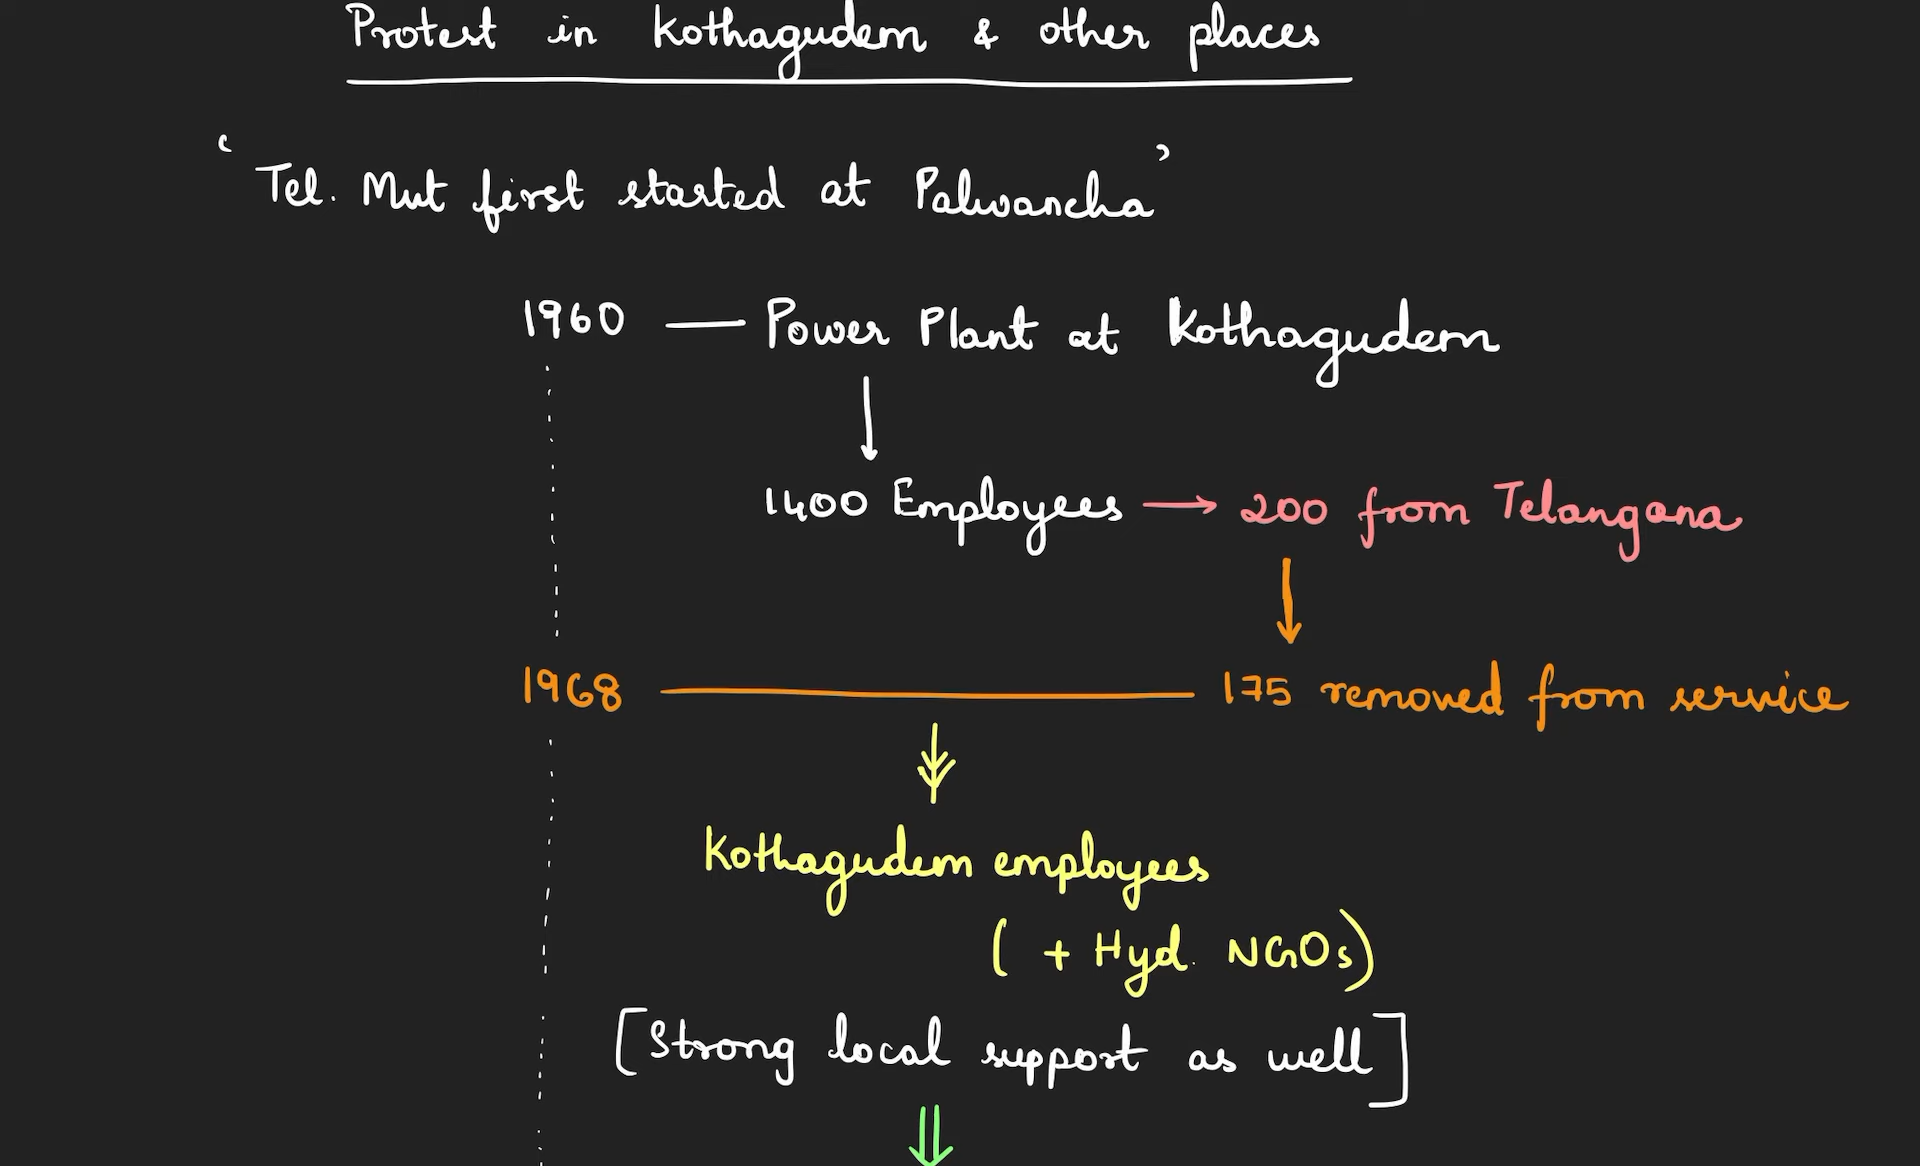 Protest in Kothagudem & other places
‘Tel. Mut first started at Palwancha’
1960 — Power Plant at Kothagudem
1400 Employees → 200 from Telangana
1968 — 175 removed from service
Kothagudem employees
( + Hyd. NGOs)
[Strong local support as well]